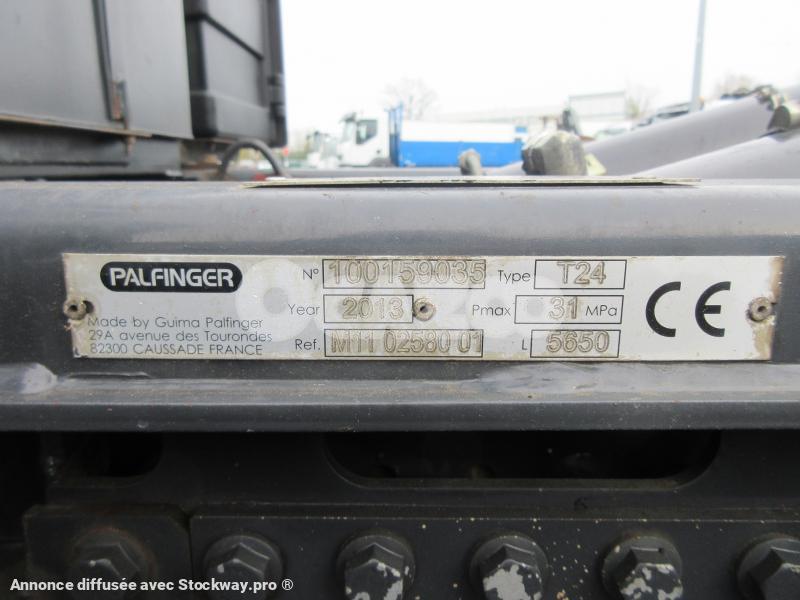 PALFINGER
Made by Guima Palfinger
29A avenue des Tourondes
82300 CAUSSADE FRANCE
N° 100159035 Type T24
Year 2013 Pmax 31 MPa
Ref. M11 02580 01 L 5650
CE
Annonce diffusée avec Stockway.pro ®